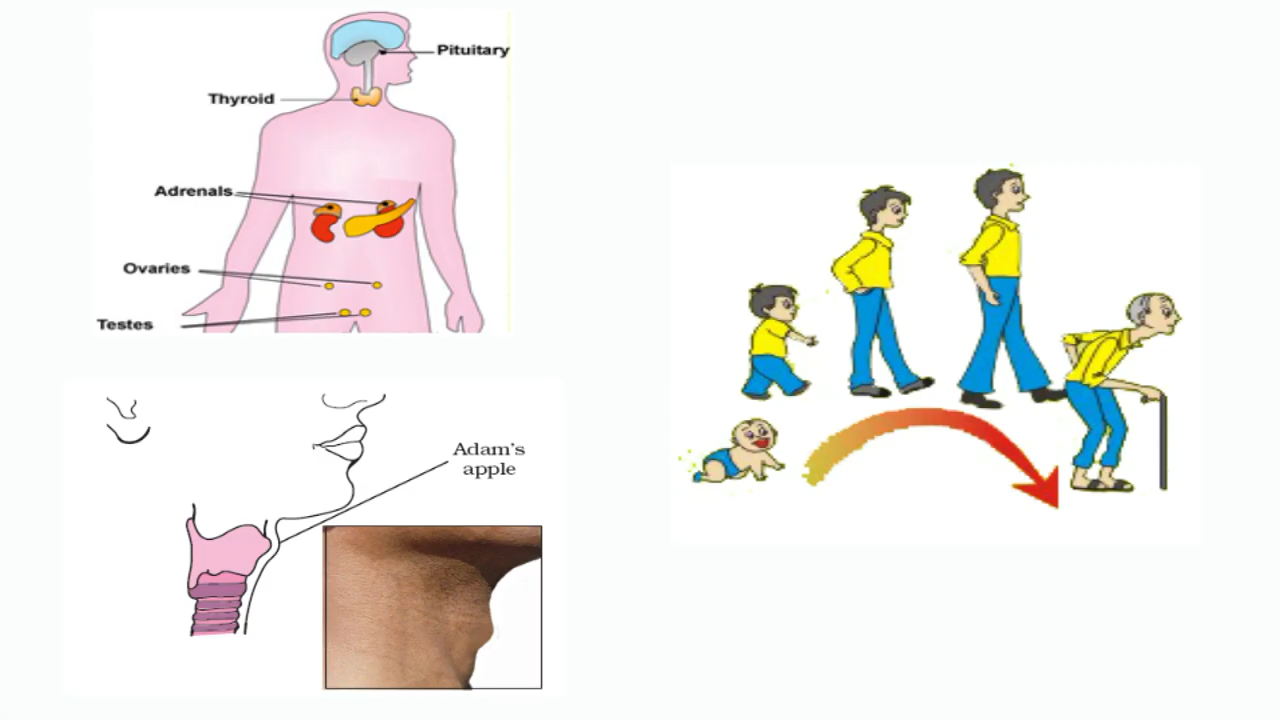 Pituitary
Thyroid
Adrenals
Ovaries
Testes
Adam's
apple